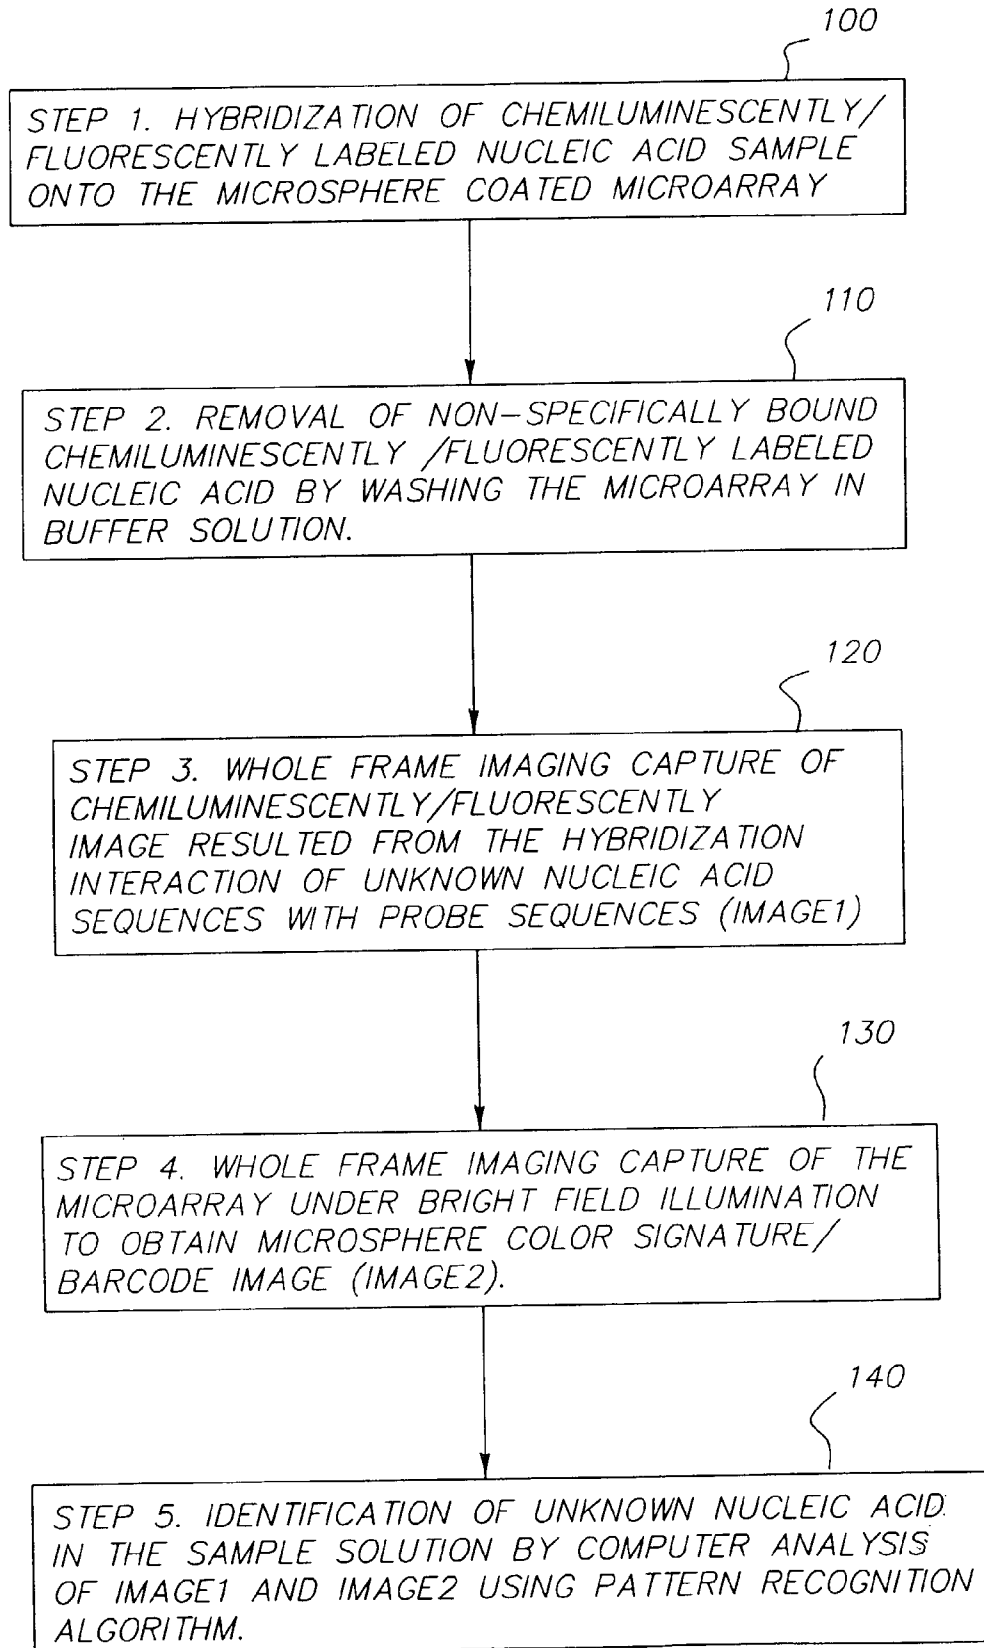 100
STEP 1. HYBRIDIZATION OF CHEMILUMINESCENTLY/
FLUORESCENTLY LABELED NUCLEIC ACID SAMPLE
ONTO THE MICROSPHERE COATED MICROARRAY
110
STEP 2. REMOVAL OF NON-SPECIFICALLY BOUND
CHEMILUMINESCENTLY /FLUORESCENTLY LABELED
NUCLEIC ACID BY WASHING THE MICROARRAY IN
BUFFER SOLUTION.
120
STEP 3. WHOLE FRAME IMAGING CAPTURE OF
CHEMILUMINESCENTLY/FLUORESCENTLY
IMAGE RESULTED FROM THE HYBRIDIZATION
INTERACTION OF UNKNOWN NUCLEIC ACID
SEQUENCES WITH PROBE SEQUENCES (IMAGE1)
130
STEP 4. WHOLE FRAME IMAGING CAPTURE OF THE
MICROARRAY UNDER BRIGHT FIELD ILLUMINATION
TO OBTAIN MICROSPHERE COLOR SIGNATURE/
BARCODE IMAGE (IMAGE2).
140
STEP 5. IDENTIFICATION OF UNKNOWN NUCLEIC ACID.
IN THE SAMPLE SOLUTION BY COMPUTER ANALYSIS
OF IMAGE1 AND IMAGE2 USING PATTERN RECOGNITION
ALGORITHM.